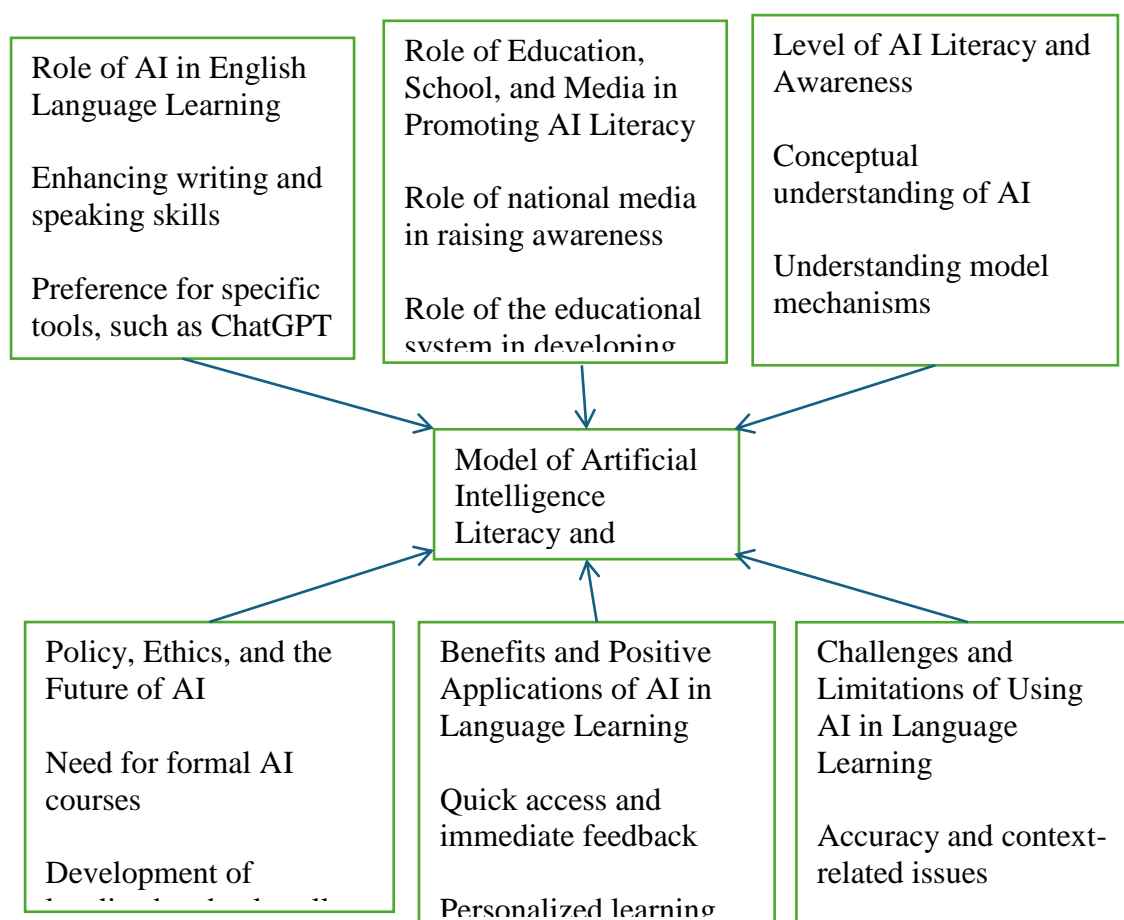 Role of AI in English
Language Learning
Enhancing writing and
speaking skills
Preference for specific
tools, such as ChatGPT
Role of Education,
School, and Media in
Promoting AI Literacy
Role of national media
in raising awareness
Role of the educational
system in developing
Level of AI Literacy and
Awareness
Conceptual
understanding of AI
Understanding model
mechanisms
Model of Artificial
Intelligence
Literacy and
Policy, Ethics, and the
Future of AI
Need for formal AI
courses
Development of
Benefits and Positive
Applications of AI in
Language Learning
Quick access and
immediate feedback
Personalized learning
Challenges and
Limitations of Using
AI in Language
Learning
Accuracy and context-
related issues